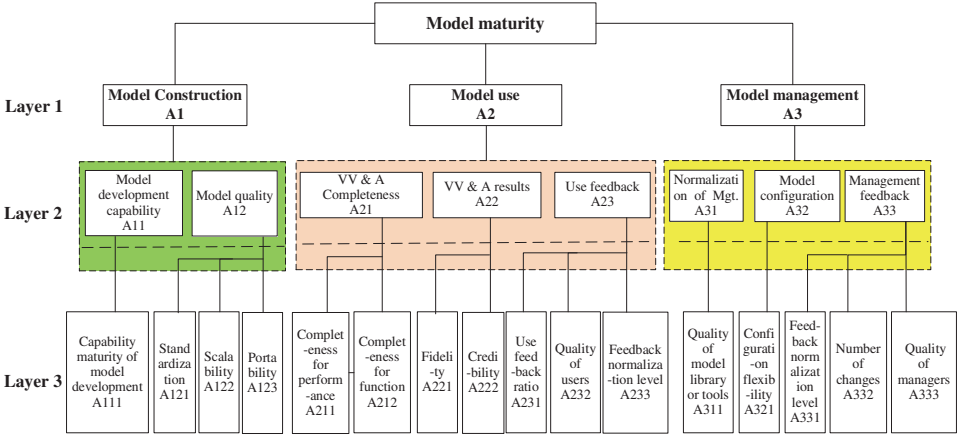 Model maturity
Layer 1
Model Construction
A1
Model use
A2
Model management
A3
Layer 2
Model
development
capability
A11
Model quality
A12
VV & A
Completeness
A21
VV & A results
A22
Use feedback
A23
Normalizati
on of Mgt.
A31
Model
configuration
A32
Management
feedback
A33
Layer 3
Capability
maturity of
model
development
A111
Stand
ardiza
tion
A121
Scala
bility
A122
Porta
bility
A123
Complet
-eness
for
perform
-ance
A211
Complet
-eness
for
function
A212
Fideli
-ty
A221
Credi
-bility
A222
Use
feed
-back
ratio
A231
Quality
of
users
A232
Feedback
normaliza
-tion level
A233
Quality
of
model
library
or tools
A311
Confi
gurati
-on
flexib
-ility
A321
Feed-
back
norm
alizat
ion
level
A331
Number
of
changes
A332
Quality
of
managers
A333